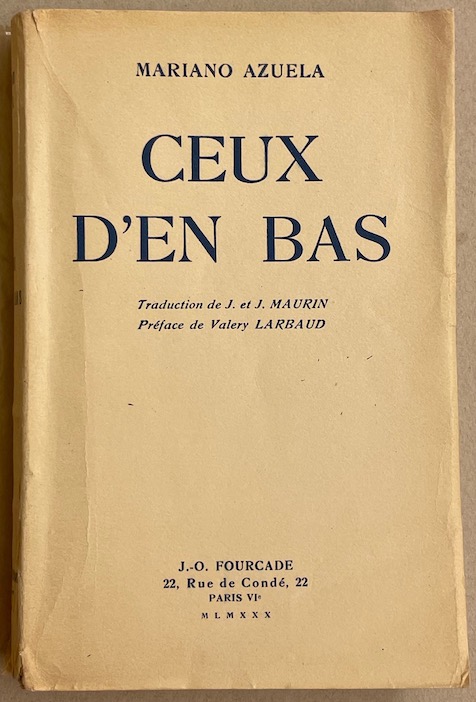 MARIANO AZUELA
CEUX
D'EN BAS
Traduction de J. et J. MAURIN
Préface de Valery LARBAUD
J.-O. FOURCADE
22, Rue de Condé, 22
PARIS VIe
MLMXXX